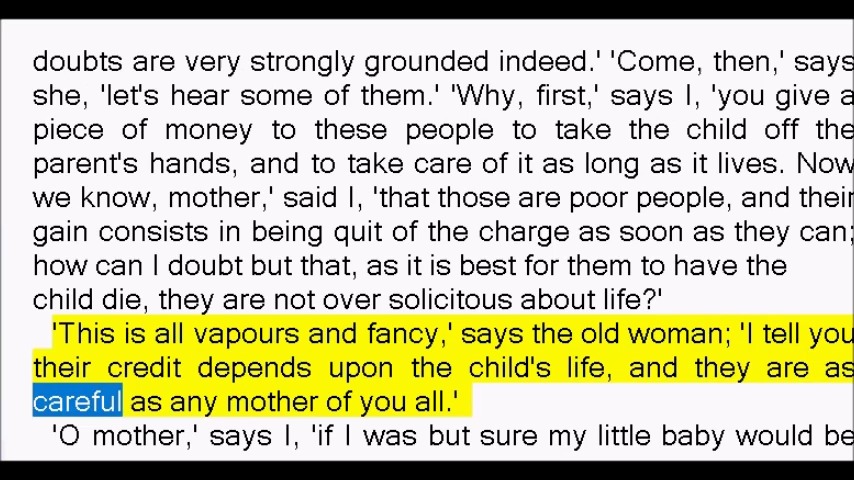 doubts are very strongly grounded indeed.' 'Come, then,' says
she, 'let's hear some of them.' 'Why, first,' says I, 'you give a
piece of money to these people to take the child off the
parent's hands, and to take care of it as long as it lives. Now
we know, mother,' said I, 'that those are poor people, and their
gain consists in being quit of the charge as soon as they can;
how can I doubt but that, as it is best for them to have the
child die, they are not over solicitous about life?'
'This is all vapours and fancy,' says the old woman; 'I tell you
their credit depends upon the child's life, and they are as
careful as any mother of you all.'
'O mother,' says I, 'if I was but sure my little baby would be